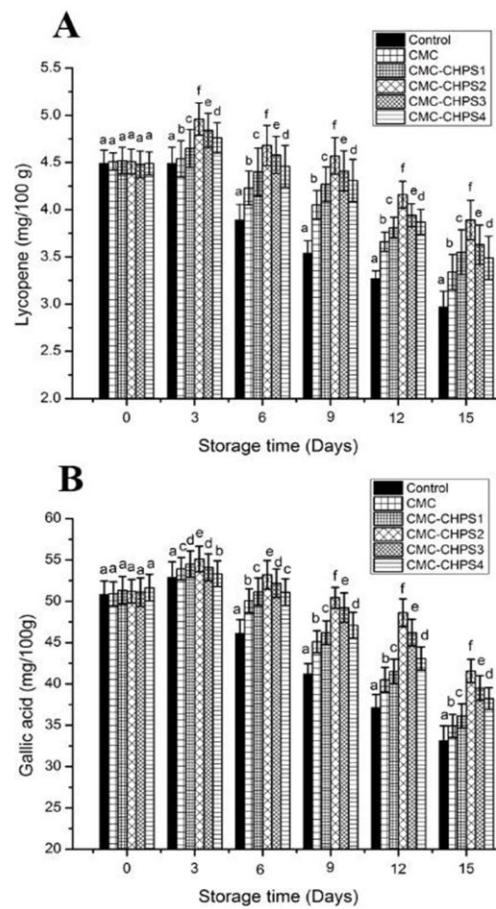 A
Control
CMC
CMC-CHPS1
CMC-CHPS2
CMC-CHPS3
CMC-CHPS4
Lycopene (mg/100 g)
5.5
5.0
4.5
4.0
3.5
3.0
2.5
2.0
a a a a a a
a b c f e d
a b c f e d
a b c f e d
a b c f e d
a b c f e d
0 3 6 9 12 15
Storage time (Days)
B
Control
CMC
CMC-CHPS1
CMC-CHPS2
CMC-CHPS3
CMC-CHPS4
Gallic acid (mg/100g)
60
55
50
45
40
35
30
25
20
a a a a a a
a c d e d b
a b c e d c
a b c f e d
a b c f e d
a b c f e d
0 3 6 9 12 15
Storage time (Days)